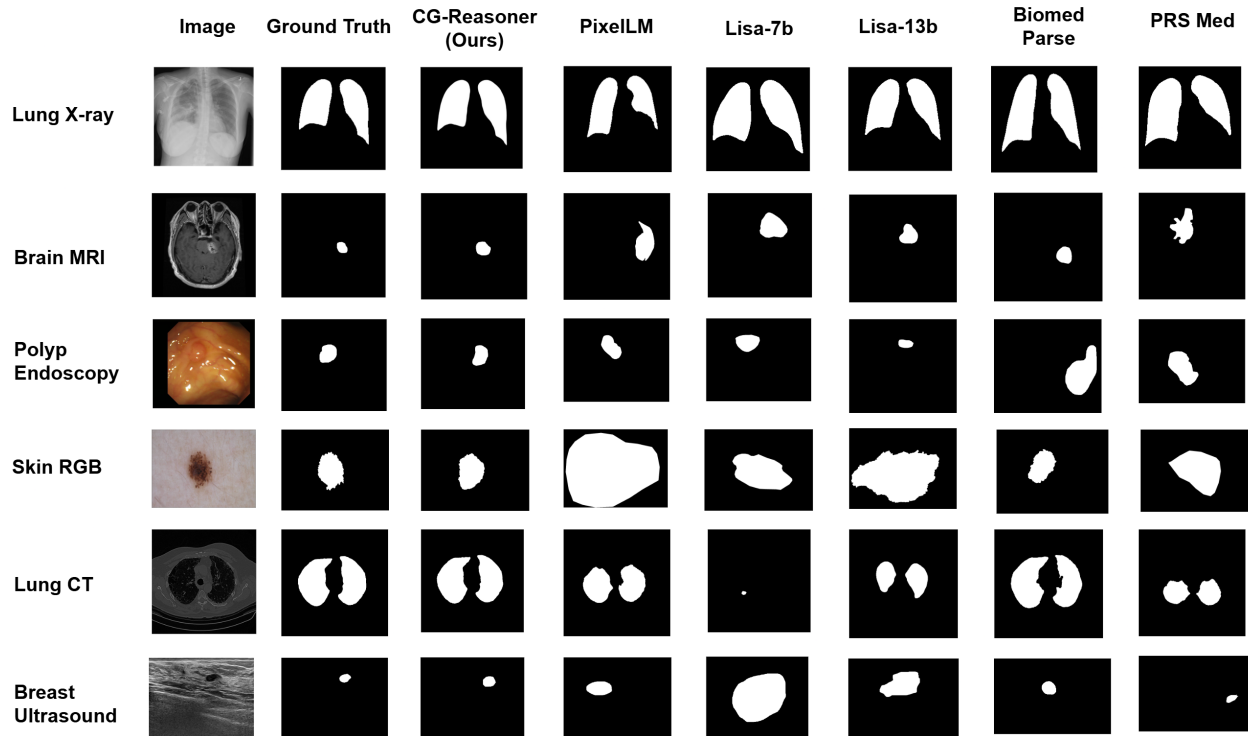 Image
Ground Truth
CG-Reasoner
(Ours)
PixelLM
Lisa-7b
Lisa-13b
Biomed
Parse
PRS Med
Lung X-ray
Brain MRI
Polyp
Endoscopy
Skin RGB
Lung CT
Breast
Ultrasound